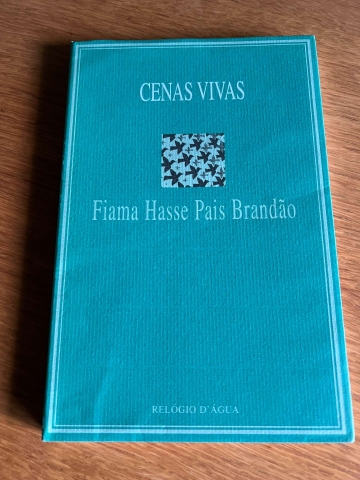 CENAS VIVAS
Fiama Hasse Pais Brandão
RELÓGIO D'ÁGUA